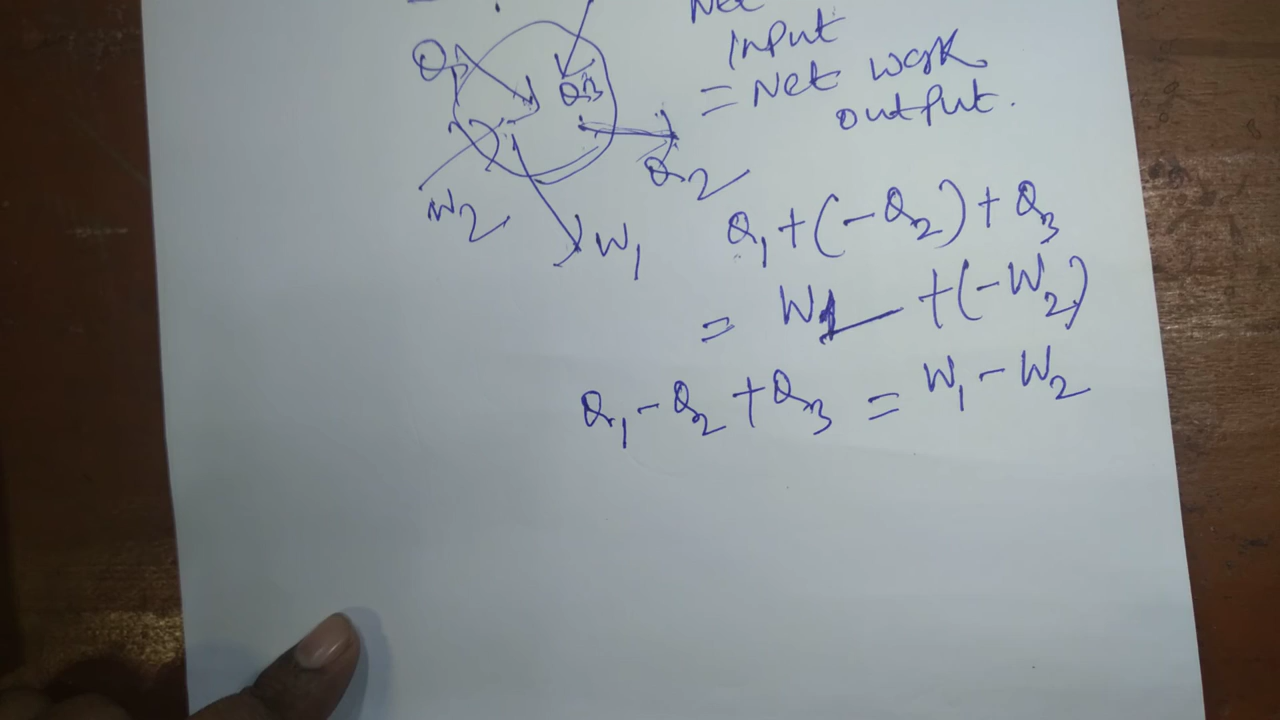 Net
input
= Net work
output.
Q1
Q3
Q2
W2
W1
Q1 + (-Q2) + Q3
= W1 + (-W2)
Q1 - Q2 + Q3 = W1 - W2